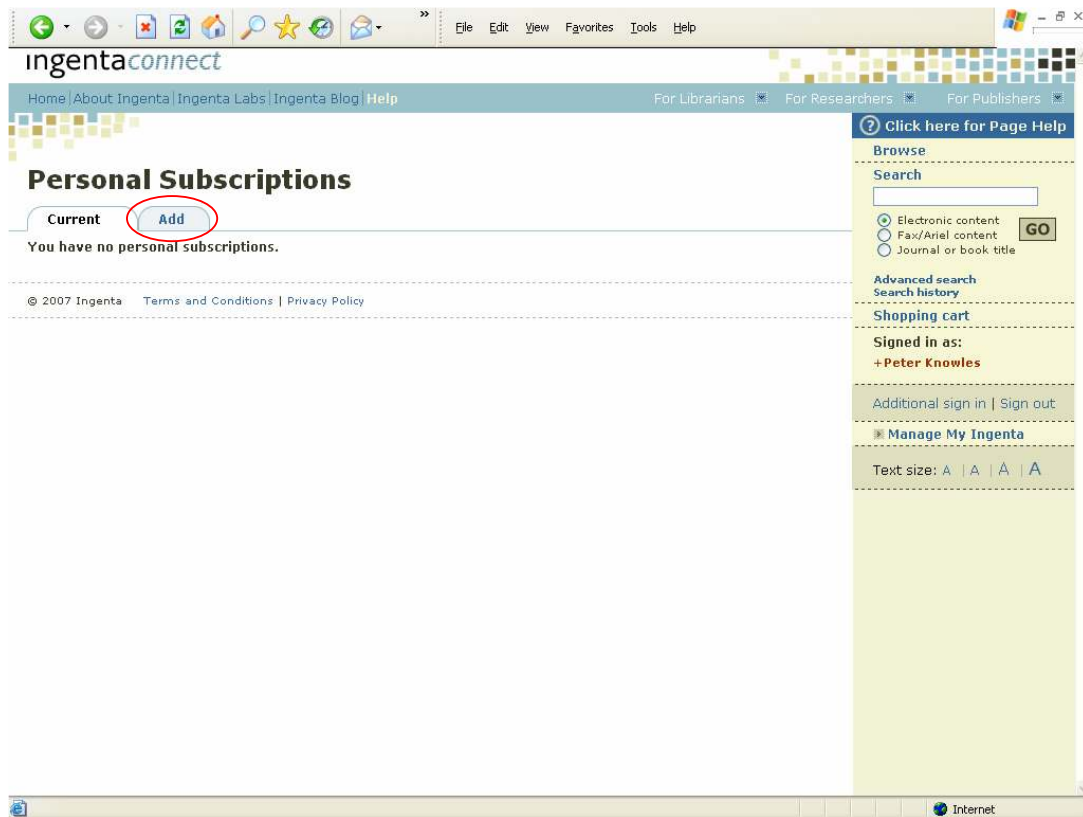 » File Edit View Favorites Tools Help
ingentaconnect
Home|About Ingenta|Ingenta Labs|Ingenta Blog|Help For Librarians For Researchers For Publishers
? Click here for Page Help
Browse
Search
Personal Subscriptions
Current Add
You have no personal subscriptions.
Electronic content
Fax/Ariel content
Journal or book title
GO
Advanced search
Search history
© 2007 Ingenta Terms and Conditions | Privacy Policy
Shopping cart
Signed in as:
+Peter Knowles
Additional sign in | Sign out
Manage My Ingenta
Text size: A | A | A | A
Internet